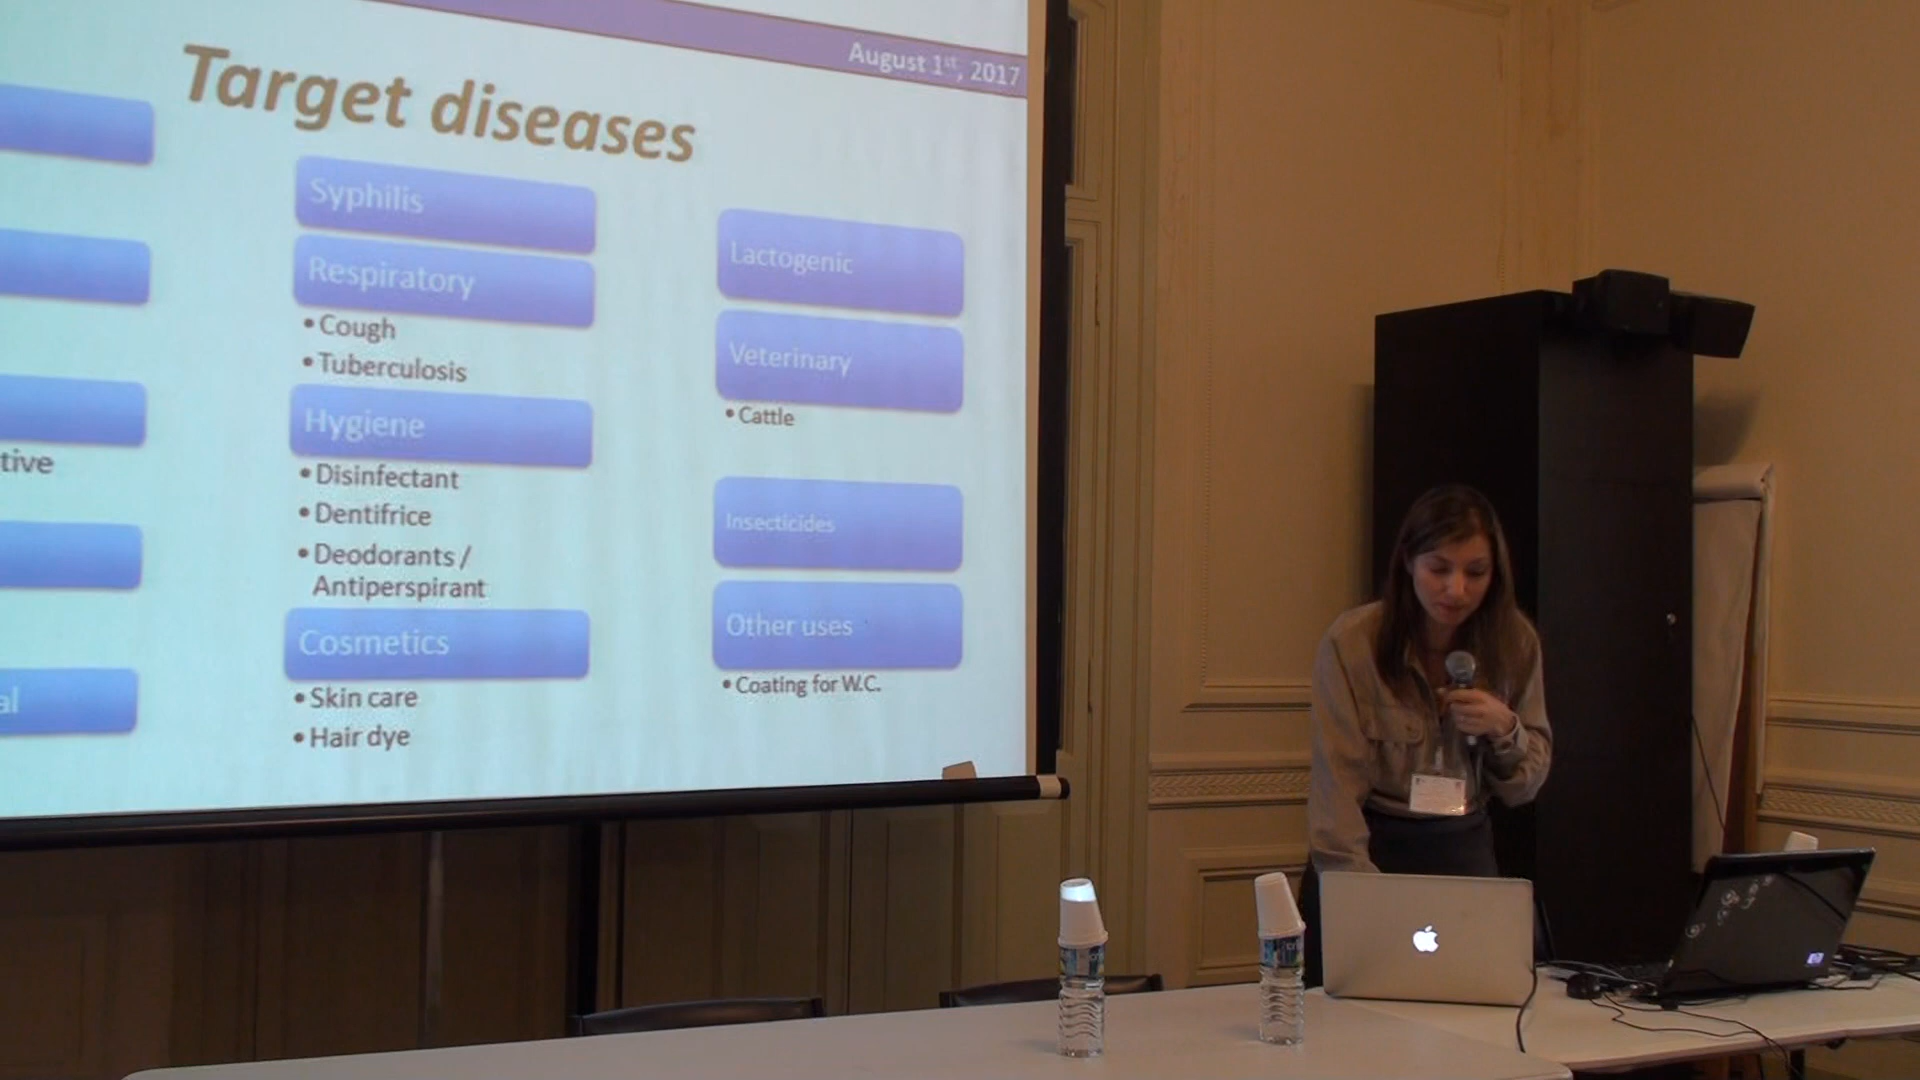 August 1st, 2017
Target diseases
tive
al
Syphilis
Respiratory
• Cough
• Tuberculosis
Hygiene
• Disinfectant
• Dentifrice
• Deodorants /
Antiperspirant
Cosmetics
• Skin care
• Hair dye
Lactogenic
Veterinary
• Cattle
Insecticides
Other uses
• Coating for W.C.
hp